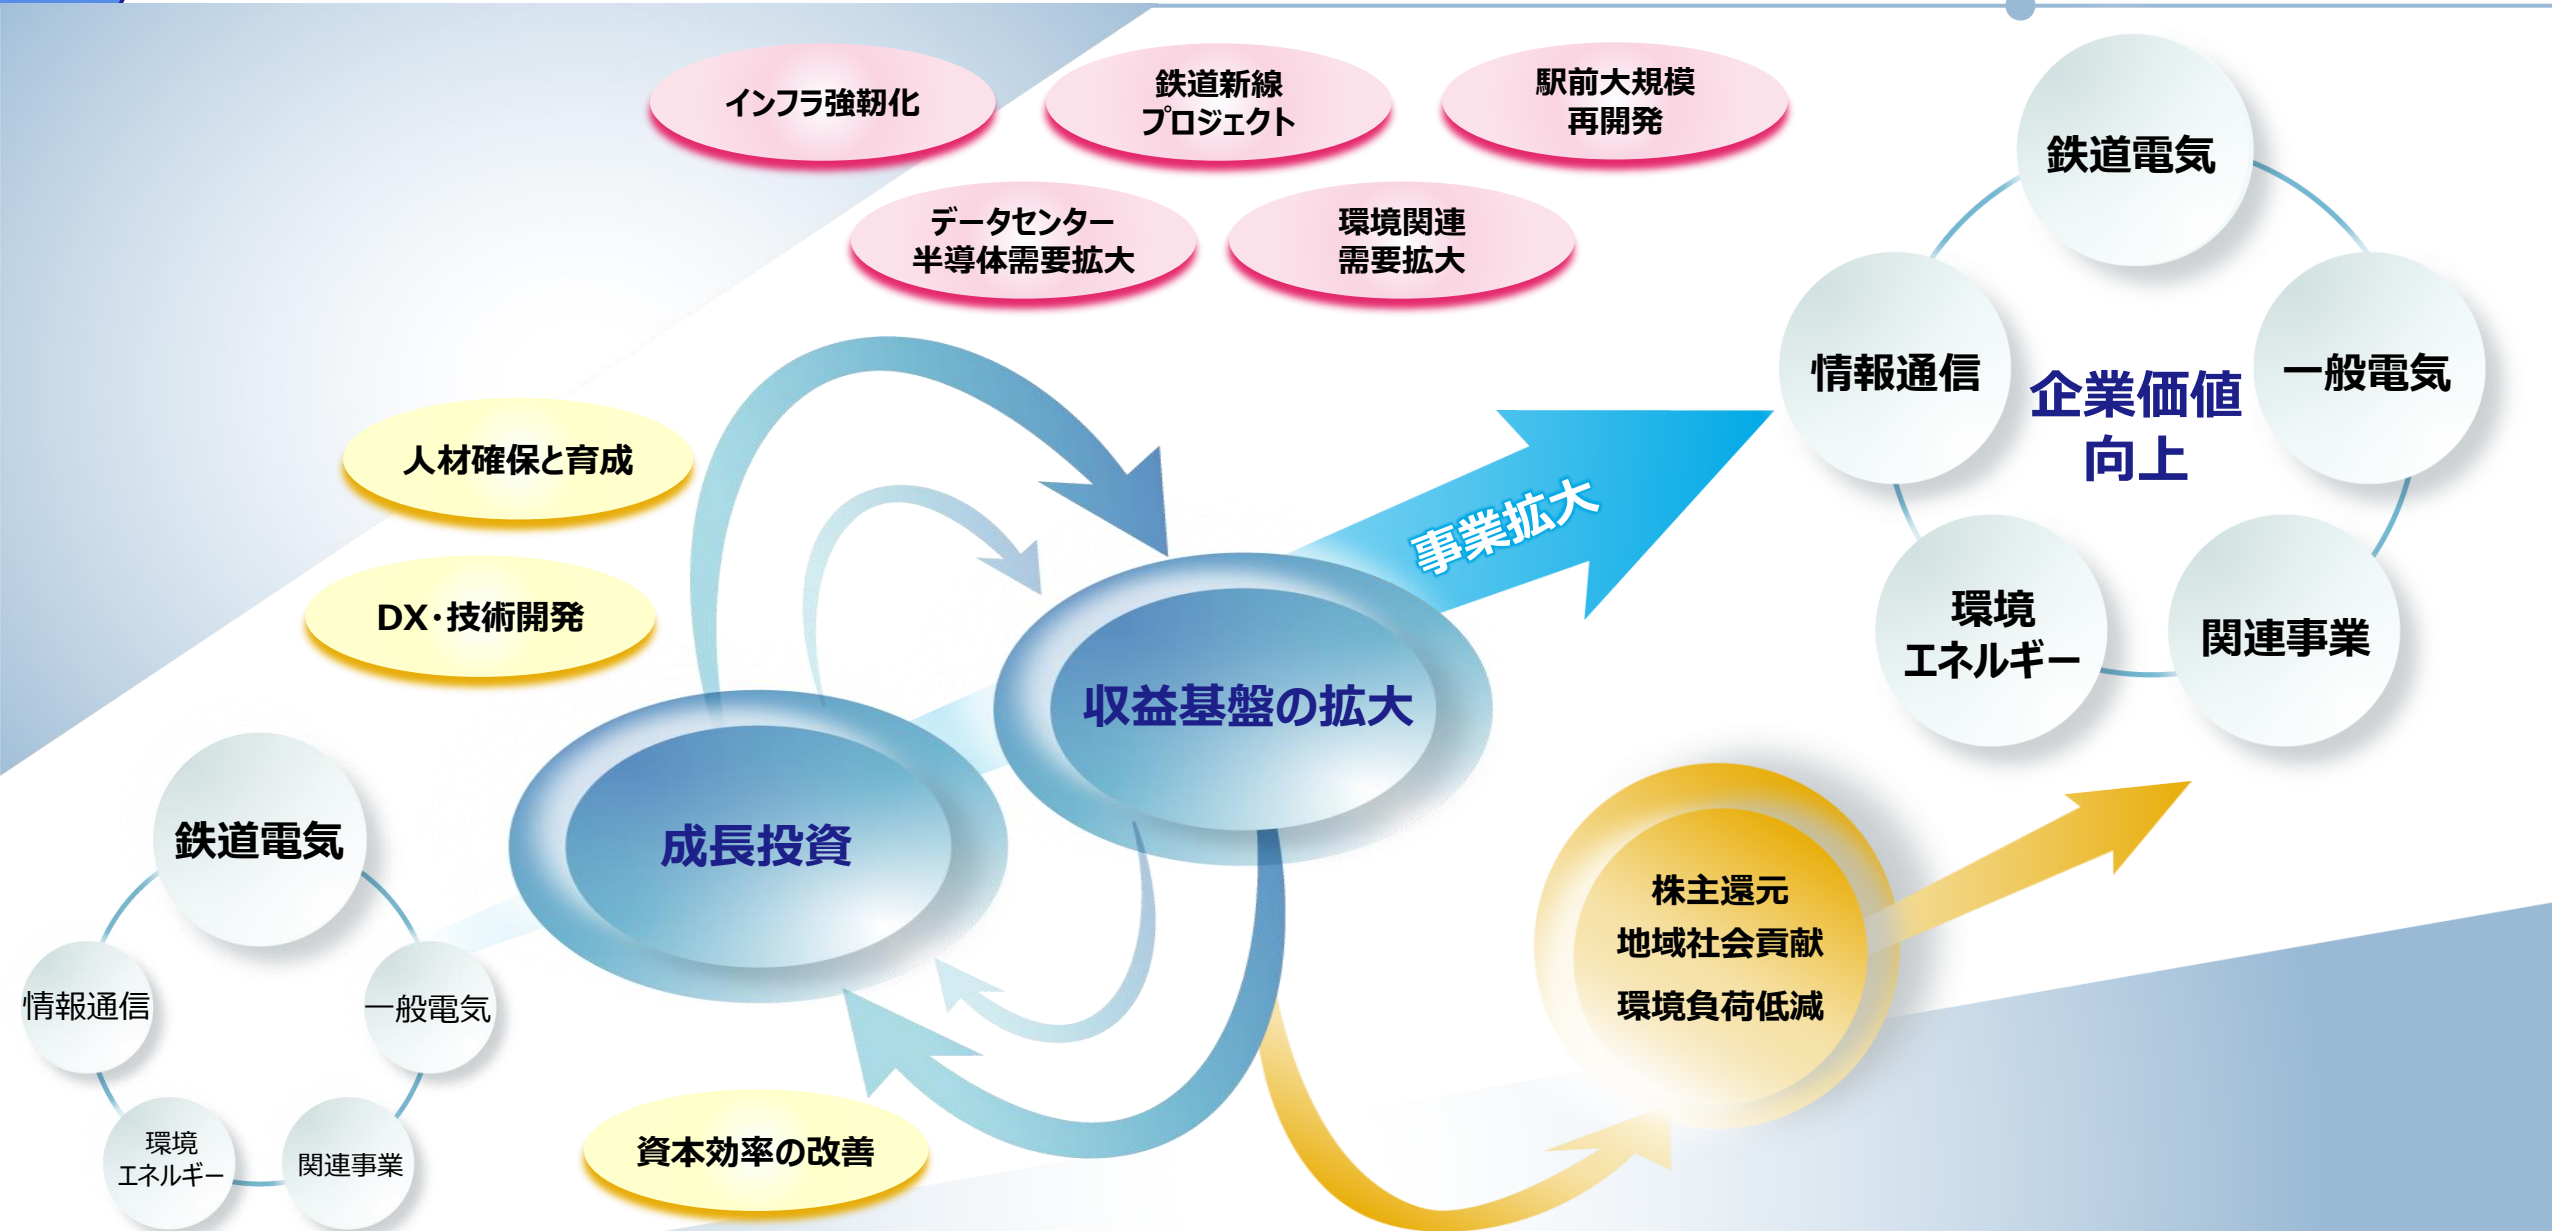 インフラ強靭化
鉄道新線
プロジェクト
駅前大規模
再開発
データセンター
半導体需要拡大
環境関連
需要拡大
人材確保と育成
DX・技術開発
鉄道電気
情報通信
一般電気
環境
エネルギー
関連事業
成長投資
収益基盤の拡大
資本効率の改善
事業拡大
株主還元
地域社会貢献
環境負荷低減
鉄道電気
情報通信
一般電気
企業価値
向上
環境
エネルギー
関連事業